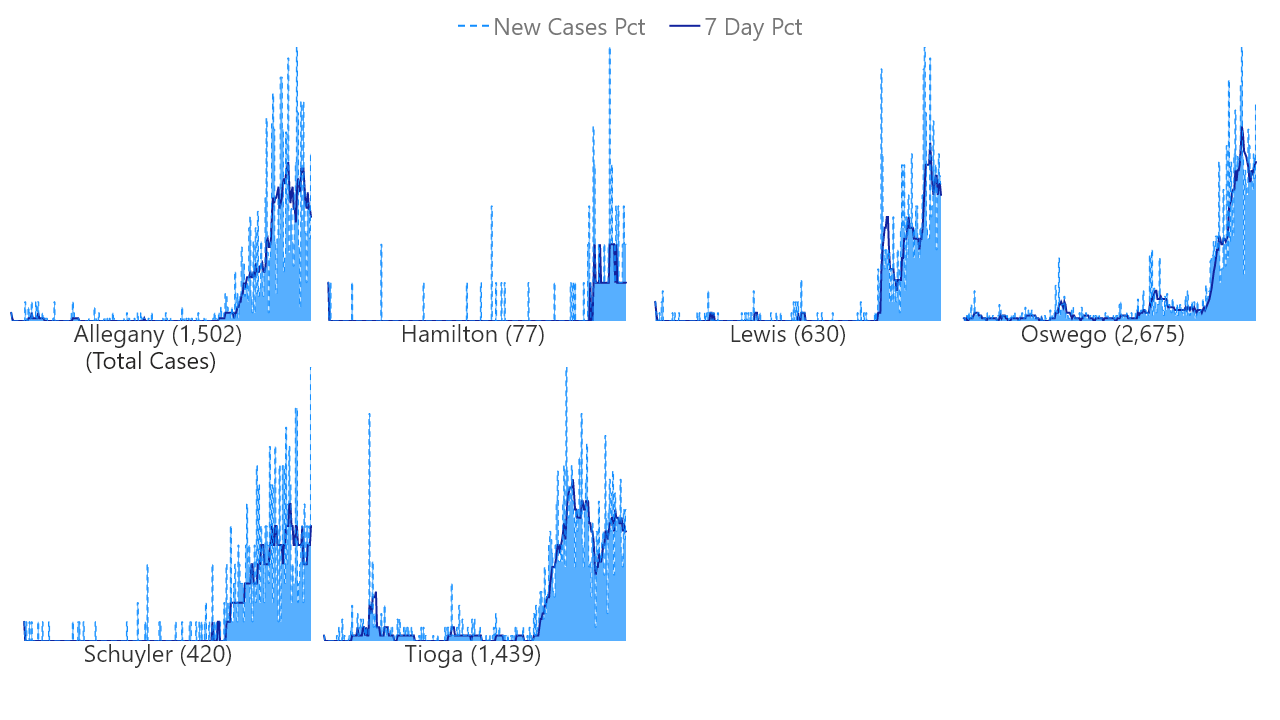 New Cases Pct 7 Day Pct
Allegany (1,502) Hamilton (77) Lewis (630) Oswego (2,675)
(Total Cases)
Schuyler (420) Tioga (1,439)